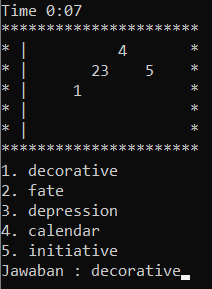 Time 0:07
**********************
* |          4       *
* |       23    5    *
* |     1            *
* |                  *
* |                  *
**********************
1. decorative
2. fate
3. depression
4. calendar
5. initiative
Jawaban : decorative